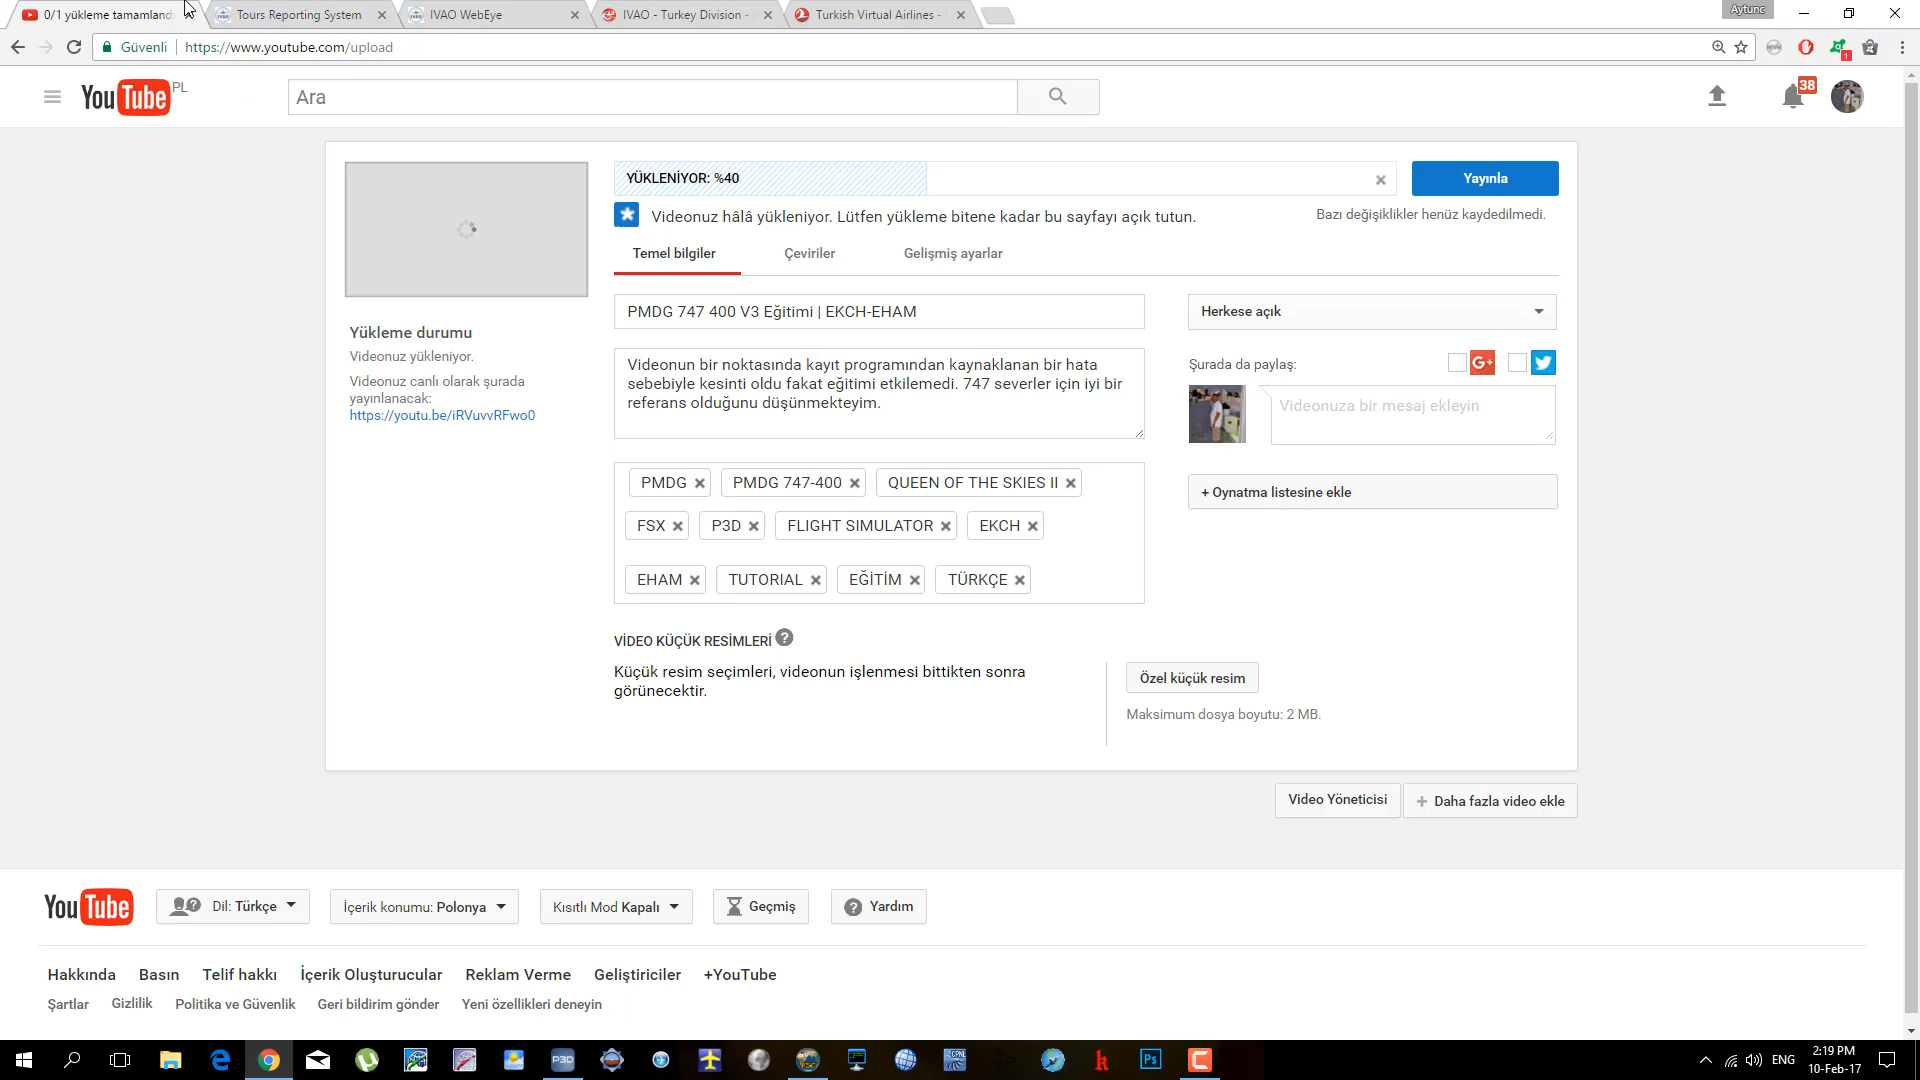 0/1 yükleme tamamland
Tours Reporting System
IVAO WebEye
IVAO - Turkey Division -
Turkish Virtual Airlines -
Aytunc
Güvenli
https://www.youtube.com/upload
1
YouTube PL
Ara
38
YÜKLENİYOR: %40
Yayınla
Videonuz hâlâ yükleniyor. Lütfen yükleme bitene kadar bu sayfayı açık tutun.
Bazı değişiklikler henüz kaydedilmedi.
Temel bilgiler
Çeviriler
Gelişmiş ayarlar
PMDG 747 400 V3 Eğitimi | EKCH-EHAM
Herkese açık
Yükleme durumu
Videonuz yükleniyor.
Videonuz canlı olarak şurada
yayınlanacak:
https://youtu.be/iRVuvvRFwo0
Videonun bir noktasında kayıt programından kaynaklanan bir hata
sebebiyle kesinti oldu fakat eğitimi etkilemedi. 747 severler için iyi bir
referans olduğunu düşünmekteyim.
Şurada da paylaş:
G+
Videonuza bir mesaj ekleyin
PMDG
PMDG 747-400
QUEEN OF THE SKIES II
FSX
P3D
FLIGHT SIMULATOR
EKCH
EHAM
TUTORIAL
EĞİTİM
TÜRKÇE
+ Oynatma listesine ekle
VİDEO KÜÇÜK RESİMLERİ ?
Küçük resim seçimleri, videonun işlenmesi bittikten sonra
görünecektir.
Özel küçük resim
Maksimum dosya boyutu: 2 MB.
Video Yöneticisi
+ Daha fazla video ekle
YouTube
Dil: Türkçe
İçerik konumu: Polonya
Kısıtlı Mod Kapalı
Geçmiş
Yardım
Hakkında
Basın
Telif hakkı
İçerik Oluşturucular
Reklam Verme
Geliştiriciler
+YouTube
Şartlar
Gizlilik
Politika ve Güvenlik
Geri bildirim gönder
Yeni özellikleri deneyin
P3D
Ps
ENG
2:19 PM
10-Feb-17